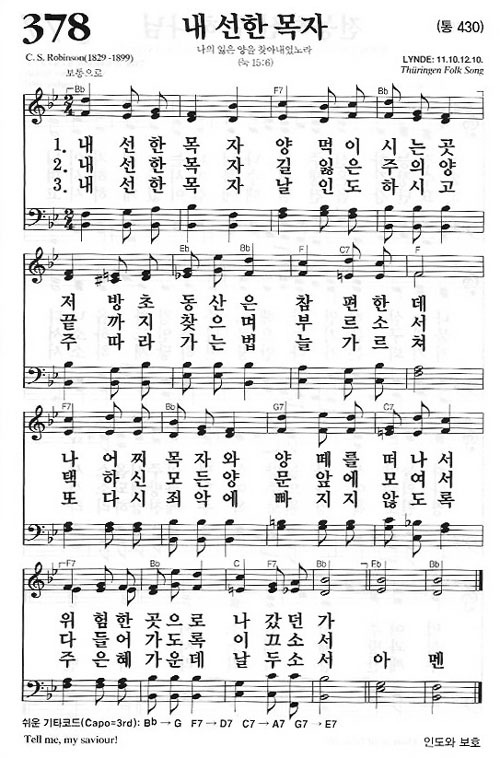 378
내 선한 목자
(통 430)
나의 잃은 양을 찾아내었노라
(눅 15:6)
C. S. Robinson(1829-1899)
LYNDE: 11.10.12.10.
Thüringen Folk Song
보통으로
Bb F7 Bb
1. 내 선한 목 자 양 먹 이 시 는 곳
2. 내 선한 목 자 길 잃 은 주 의 양
3. 내 선한 목 자 날 인 도 하 시 고
Eb Bb F C7 F
저 방 초 동 산 은 참 편 한 데
끝 까 지 찾 으 며 부 르 소 서
주 따 라 가 는 법 늘 가 르 쳐
F7 Bb G7 Cm
나 어 찌 목 자 와 양 떼 를 떠 나 서
택 하 신 모 든 양 문 앞 에 모 여 서
또 다 시 죄 악 에 빠 지 지 않 도 록
F7 Bb C F7 Bb Eb Bb
위 험 한 곳 으 로 나 갔 던 가
다 들 어 가 도 록 이 끄 소 서
주 은 혜 가 운 데 날 두 소 서 아 멘
쉬운 기타코드(Capo=3rd): Bb → G F7 → D7 C7 → A7 G7 → E7
Tell me, my saviour!
인도와 보호